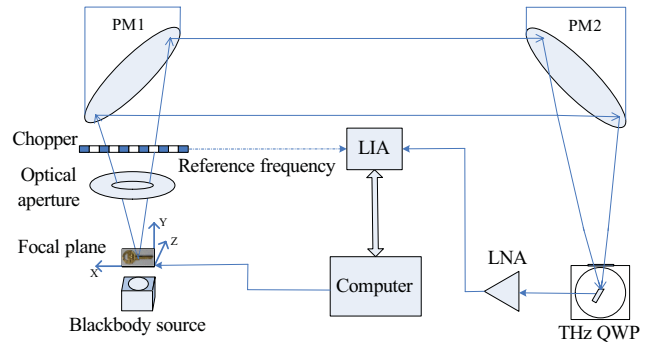 PM1
PM2
Chopper
Reference frequency
LIA
Optical
aperture
Y
Z
Focal plane
X
LNA
Computer
Blackbody source
THz QWP